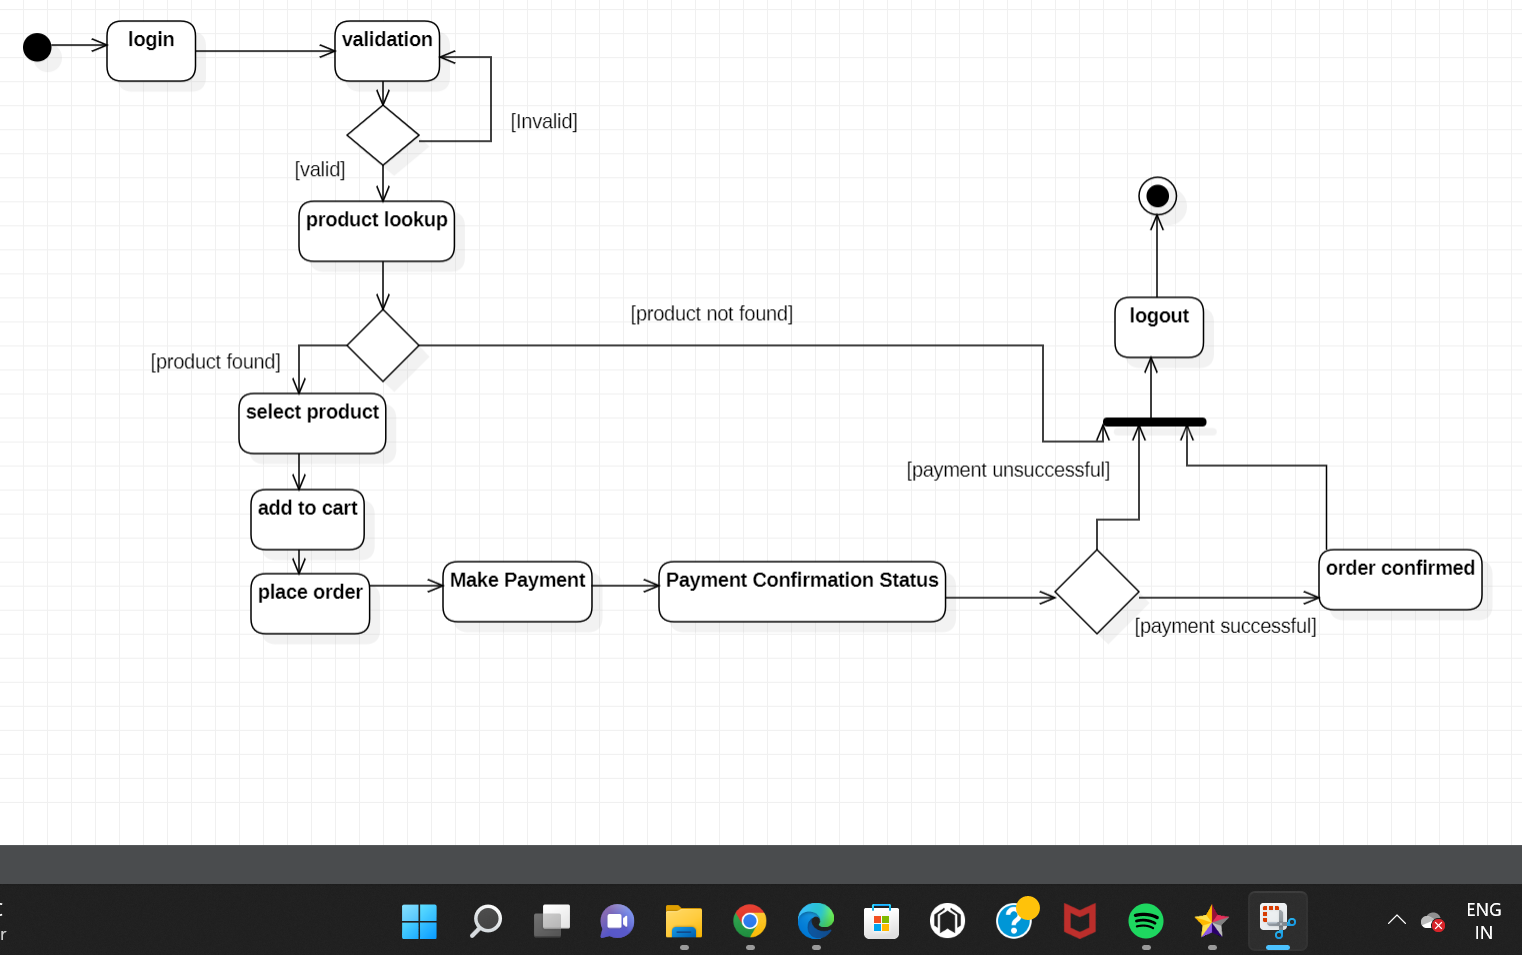 login
validation
[Invalid]
[valid]
product lookup
[product not found]
logout
[product found]
select product
[payment unsuccessful]
add to cart
place order
Make Payment
Payment Confirmation Status
order confirmed
[payment successful]
ENG
IN